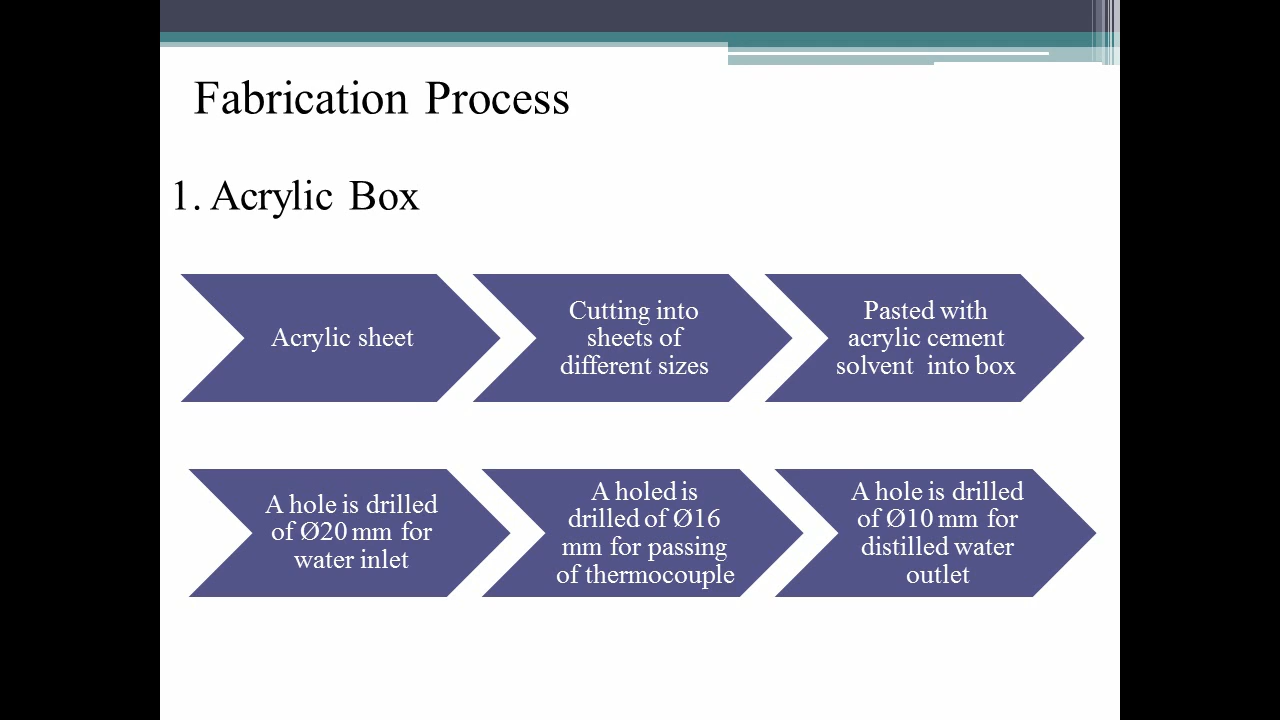 Fabrication Process
1. Acrylic Box
Acrylic sheet
Cutting into
sheets of
different sizes
Pasted with
acrylic cement
solvent  into box
A hole is drilled
of Ø20 mm for
water inlet
A holed is
drilled of Ø16
mm for passing
of thermocouple
A hole is drilled
of Ø10 mm for
distilled water
outlet